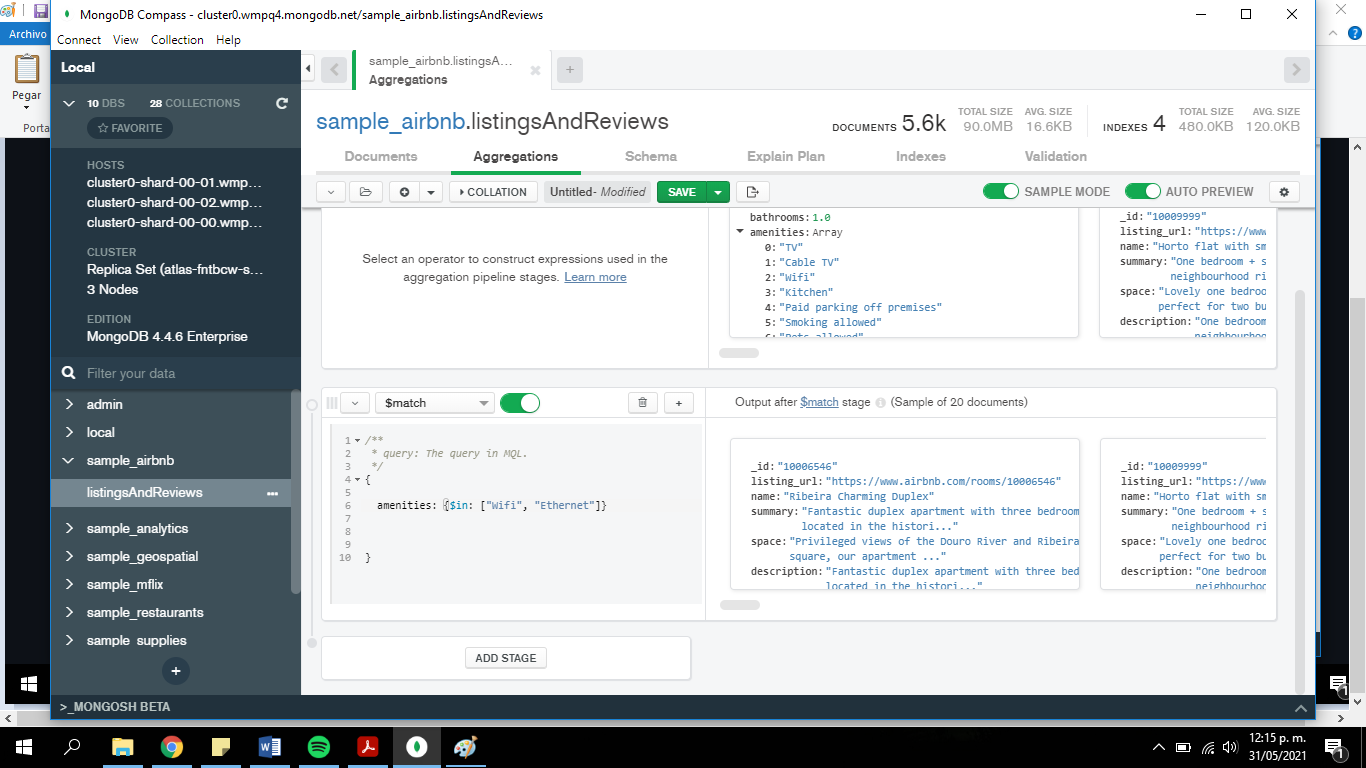 MongoDB Compass - cluster0.wmpq4.mongodb.net/sample_airbnb.listingsAndReviews
Archivo
Connect View Collection Help
Pegar
Porta
Local
10 DBS 28 COLLECTIONS
FAVORITE
HOSTS
cluster0-shard-00-01.wmp...
cluster0-shard-00-02.wmp...
cluster0-shard-00-00.wmp...
CLUSTER
Replica Set (atlas-fntbcw-s...
3 Nodes
EDITION
MongoDB 4.4.6 Enterprise
Filter your data
admin
local
sample_airbnb
listingsAndReviews
sample_analytics
sample_geospatial
sample_mflix
sample_restaurants
sample_supplies
sample_airbnb.listingsA...
Aggregations
sample_airbnb.listingsAndReviews
DOCUMENTS 5.6k TOTAL SIZE 90.0MB AVG. SIZE 16.6KB INDEXES 4 TOTAL SIZE 480.0KB AVG. SIZE 120.0KB
Documents Aggregations Schema Explain Plan Indexes Validation
COLLATION Untitled- Modified SAVE SAMPLE MODE AUTO PREVIEW
Select an operator to construct expressions used in the
aggregation pipeline stages. Learn more
bathrooms: 1.0
amenities: Array
0: "TV"
1: "Cable TV"
2: "Wifi"
3: "Kitchen"
4: "Paid parking off premises"
5: "Smoking allowed"
6: "Pets allowed"
_id: "10009999"
listing_url: "https://www
name: "Horto flat with sm
summary: "One bedroom + s
neighbourhood ri
space: "Lovely one bedroo
perfect for two bu
description: "One bedroom
neighbourhoo
$match
Output after $match stage (Sample of 20 documents)
1 /**
2 * query: The query in MQL.
3 */
4 {
5
6 amenities: {$in: ["Wifi", "Ethernet"]}
7
8
9
10 }
_id: "10006546"
listing_url: "https://www.airbnb.com/rooms/10006546"
name: "Ribeira Charming Duplex"
summary: "Fantastic duplex apartment with three bedroom
located in the histori..."
space: "Privileged views of the Douro River and Ribeira
square, our apartment ..."
description: "Fantastic duplex apartment with three bed
located in the histori..."
_id: "10009999"
listing_url: "https://www
name: "Horto flat with sm
summary: "One bedroom + s
neighbourhood ri
space: "Lovely one bedroo
perfect for two bu
description: "One bedroom
neighbourhoo
ADD STAGE
>_MONGOSH BETA
12:15 p. m.
31/05/2021
1